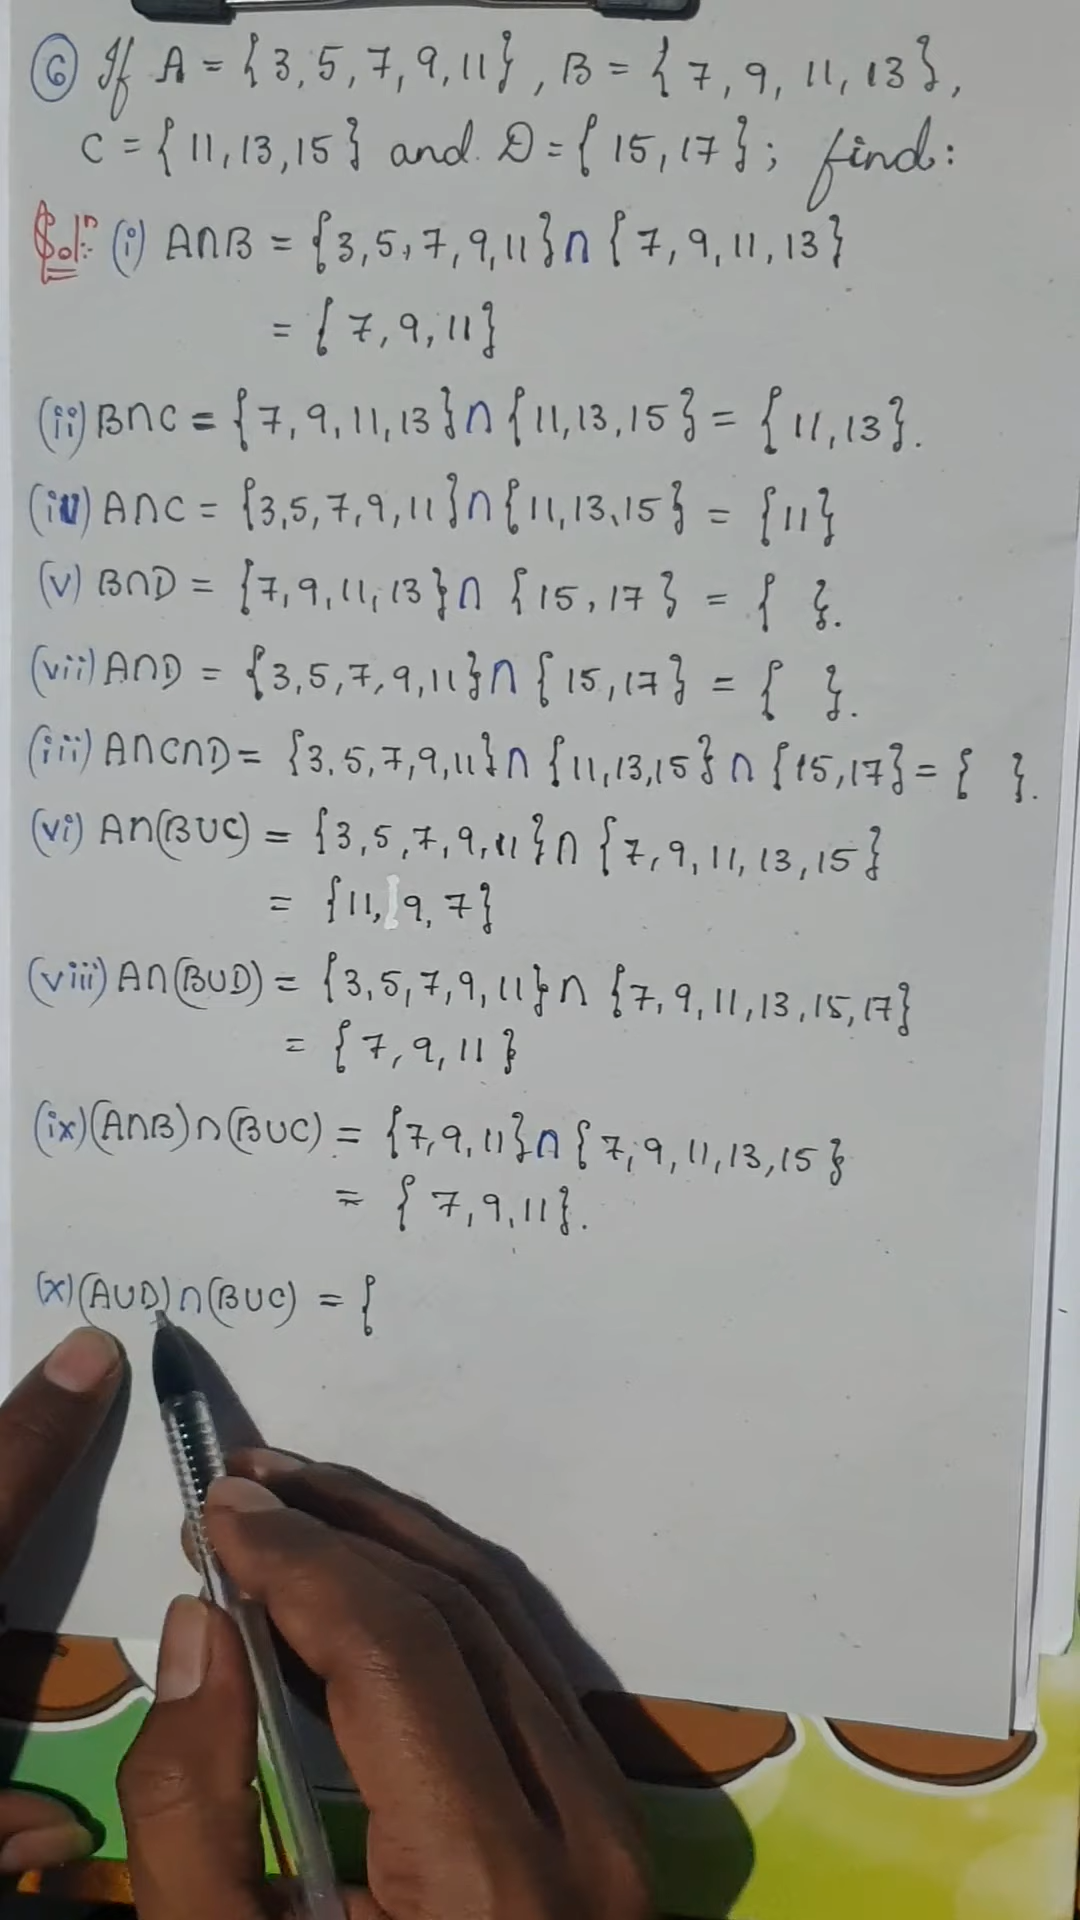 ⑥ If A = {3, 5, 7, 9, 11}, B = {7, 9, 11, 13},
C = {11, 13, 15} and D = {15, 17}; find:
Solⁿ:- (i) A∩B = {3, 5, 7, 9, 11} ∩ {7, 9, 11, 13}
= {7, 9, 11}
(ii) B∩C = {7, 9, 11, 13} ∩ {11, 13, 15} = {11, 13}.
(iv) A∩C = {3, 5, 7, 9, 11} ∩ {11, 13, 15} = {11}
(v) B∩D = {7, 9, 11, 13} ∩ {15, 17} = { }.
(vii) A∩D = {3, 5, 7, 9, 11} ∩ {15, 17} = { }.
(iii) A∩C∩D = {3, 5, 7, 9, 11} ∩ {11, 13, 15} ∩ {15, 17} = { }.
(vi) A∩(B∪C) = {3, 5, 7, 9, 11} ∩ {7, 9, 11, 13, 15}
= {11, 9, 7}
(viii) A∩(B∪D) = {3, 5, 7, 9, 11} ∩ {7, 9, 11, 13, 15, 17}
= {7, 9, 11}
(ix) (A∩B)∩(B∪C) = {7, 9, 11} ∩ {7, 9, 11, 13, 15}
= {7, 9, 11}.
(x) (A∪D)∩(B∪C) = {